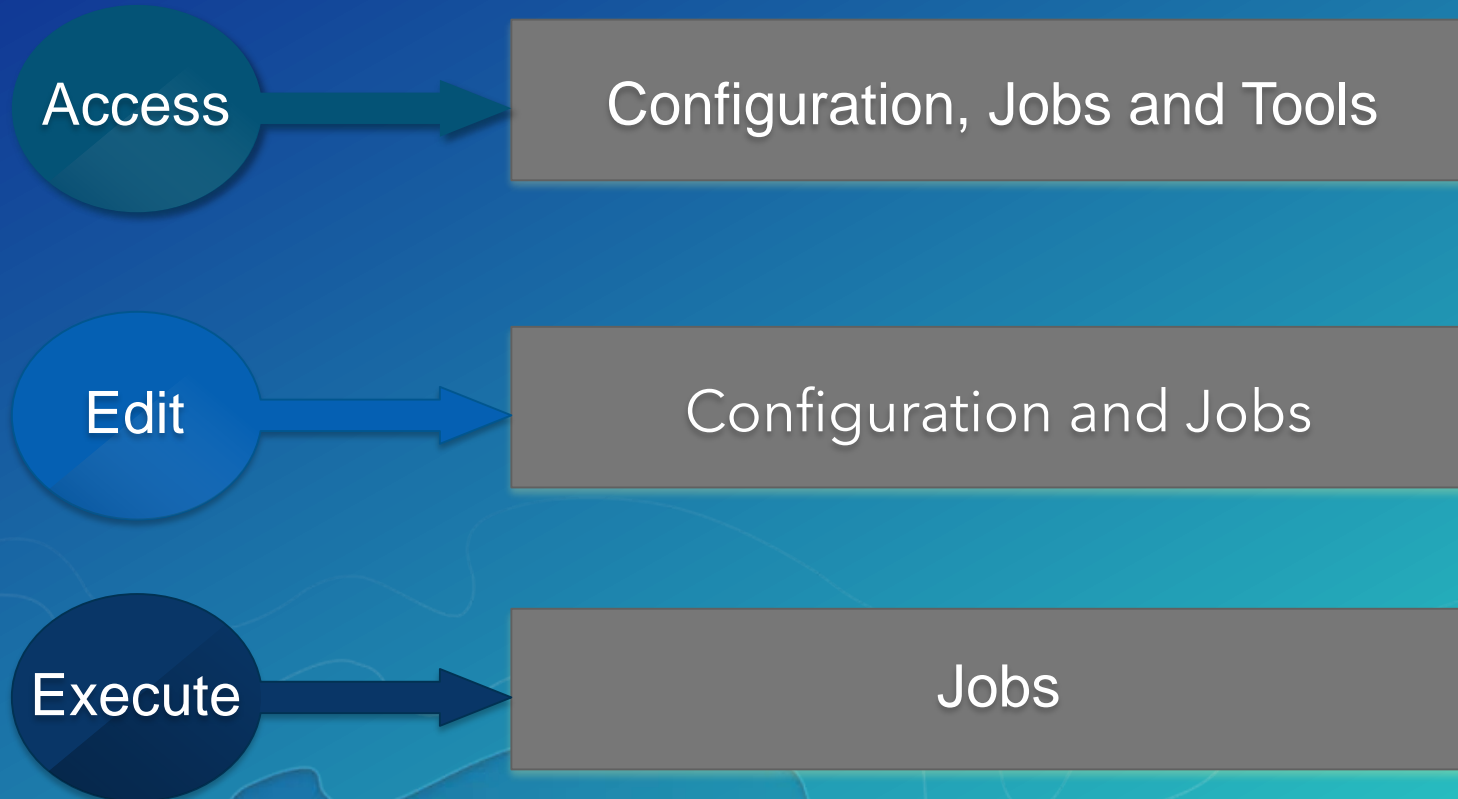 Access
Configuration, Jobs and Tools
Edit
Configuration and Jobs
Execute
Jobs